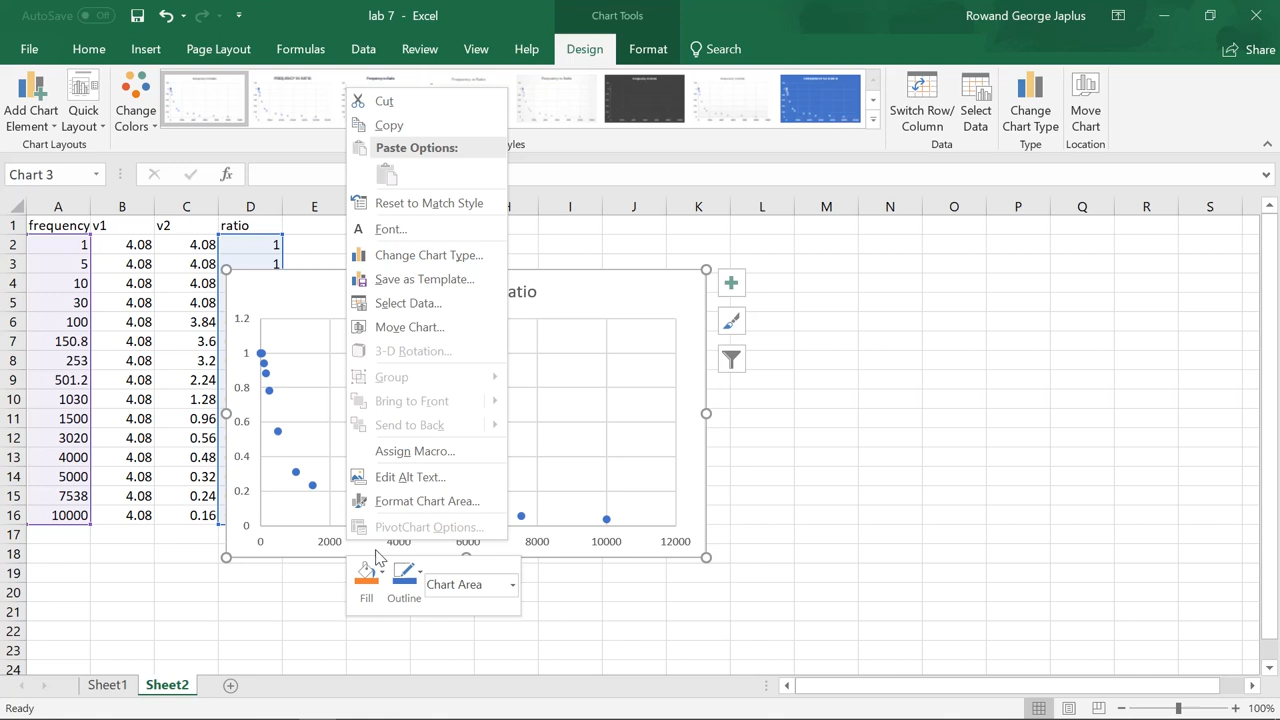 AutoSave Off
lab 7 - Excel
Chart Tools
Rowand George Japlus
File Home Insert Page Layout Formulas Data Review View Help Design Format Search Share
Add Chart Element
Quick Layout
Change Colors
Switch Row/ Column
Select Data
Change Chart Type
Move Chart
Chart Layouts
Data
Type
Location
Chart 3
fx
A B C D E H I J K L M N O P Q R S
1 frequency v1 v2 ratio
2 1 4.08 4.08 1
3 5 4.08 4.08 1
4 10 4.08 4.08
5 30 4.08 4.08
6 100 4.08 3.84
7 150.8 4.08 3.6
8 253 4.08 3.2
9 501.2 4.08 2.24
10 1030 4.08 1.28
11 1500 4.08 0.96
12 3020 4.08 0.56
13 4000 4.08 0.48
14 5000 4.08 0.32
15 7538 4.08 0.24
16 10000 4.08 0.16
17
18
19
20
21
22
23
24
1.2
1
0.8
0.6
0.4
0.2
0
0 2000 4000 6000 8000 10000 12000
Cut
Copy
Paste Options:
Reset to Match Style
Font...
Change Chart Type...
Save as Template...
Select Data...
Move Chart...
3-D Rotation...
Group
Bring to Front
Send to Back
Assign Macro...
Edit Alt Text...
Format Chart Area...
PivotChart Options...
Fill Outline Chart Area
Sheet1 Sheet2
Ready
100%